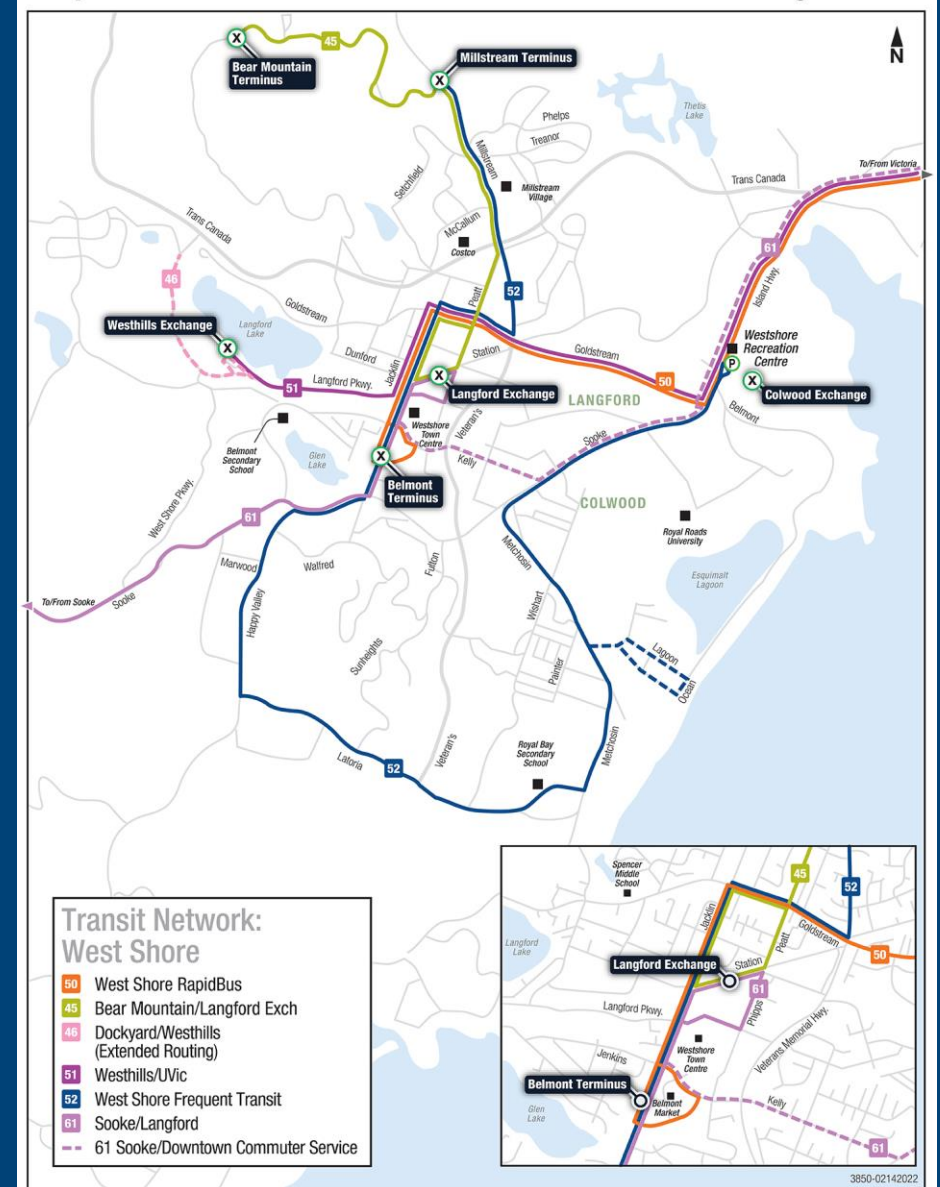 45
Bear Mountain
Terminus
Millstream Terminus
N
Thetis
Lake
Phelps
Treanor
Millstream
Setchfield
Millstream
Village
To/From Victoria
Trans Canada
McCallum
Costco
Trans Canada
61
46
52
Island Hwy.
Peatt
Goldstream
Westhills Exchange
Langford
Lake
Dunford
Jacklin
Station
Goldstream
Westshore
Recreation
Centre
P
51
Langford Pkwy.
50
Langford Exchange
LANGFORD
Colwood Exchange
Belmont
Westshore
Town
Centre
Veteran's
Sooke
Belmont
Secondary
School
Glen
Lake
Kelly
Belmont
Terminus
COLWOOD
West Shore Pkwy.
61
Royal Roads
University
Metchosin
Marwood
Walfred
Fulton
Esquimalt
Lagoon
To/From Sooke
Sooke
Happy Valley
Wishart
Sunheights
Painter
Lagoon
Ocean
Latoria
52
Veteran's
Royal Bay
Secondary
School
Metchosin
Transit Network:
West Shore
50 West Shore RapidBus
45 Bear Mountain/Langford Exch
46 Dockyard/Westhills
(Extended Routing)
51 Westhills/UVic
52 West Shore Frequent Transit
61 Sooke/Langford
61 Sooke/Downtown Commuter Service
Spencer
Middle
School
45
52
Jacklin
Goldstream
Peatt
Langford
Lake
50
Langford Exchange
Station
61
Langford Pkwy.
Phipps
Westshore
Town
Centre
Veterans Memorial Hwy.
Jenkins
Belmont Terminus
Belmont
Market
Glen
Lake
Kelly
61
3850-02142022